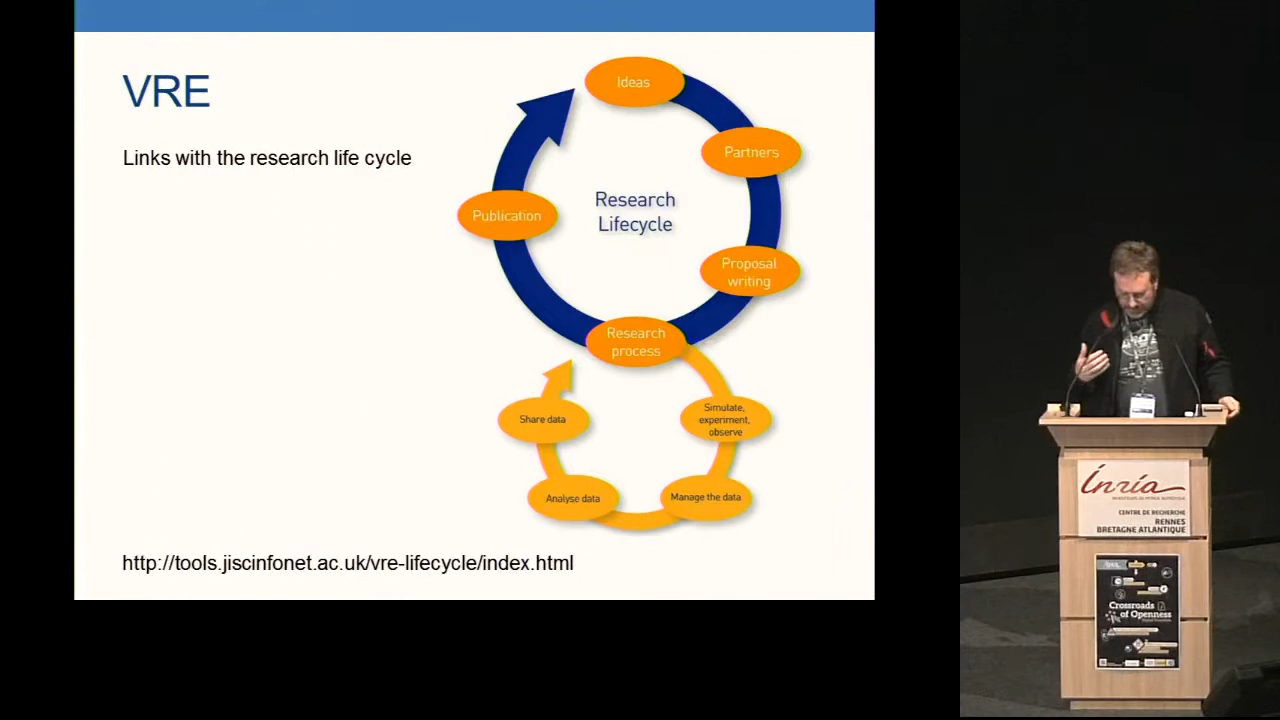 VRE
Links with the research life cycle
Ideas
Partners
Research
Lifecycle
Publication
Proposal
writing
Research
process
Share data
Simulate,
experiment,
observe
Analyse data
Manage the data
http://tools.jiscinfonet.ac.uk/vre-lifecycle/index.html
inria
CENTRE DE RECHERCHE
RENNES
BRETAGNE ATLANTIQUE
Crossroads
of Openness